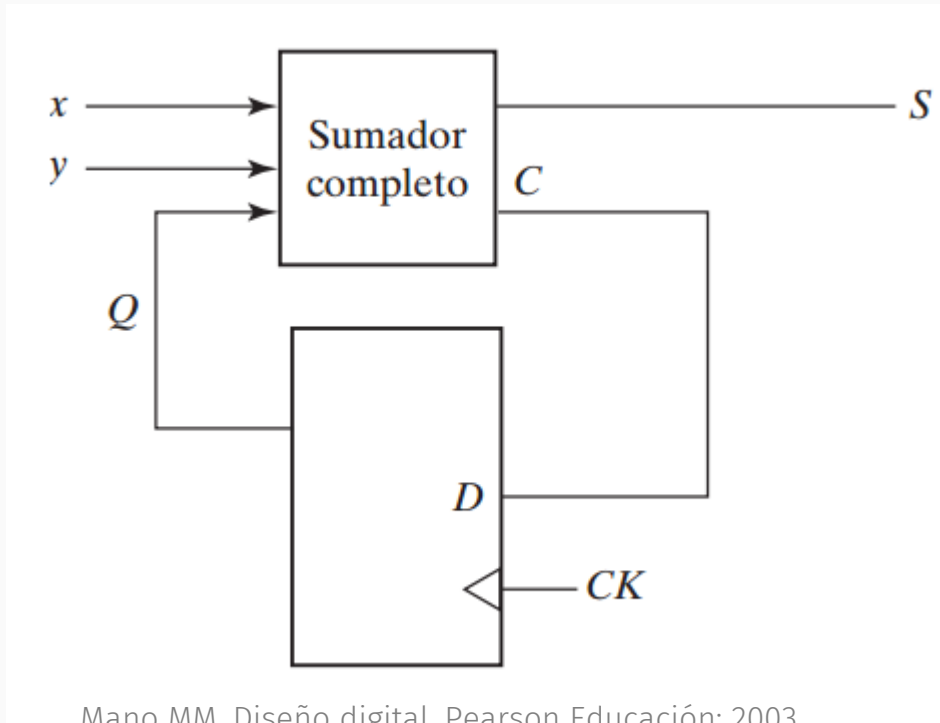 x
y
Sumador
completo
S
C
Q
D
CK
Mano MM. Diseño digital. Pearson Educación; 2003.